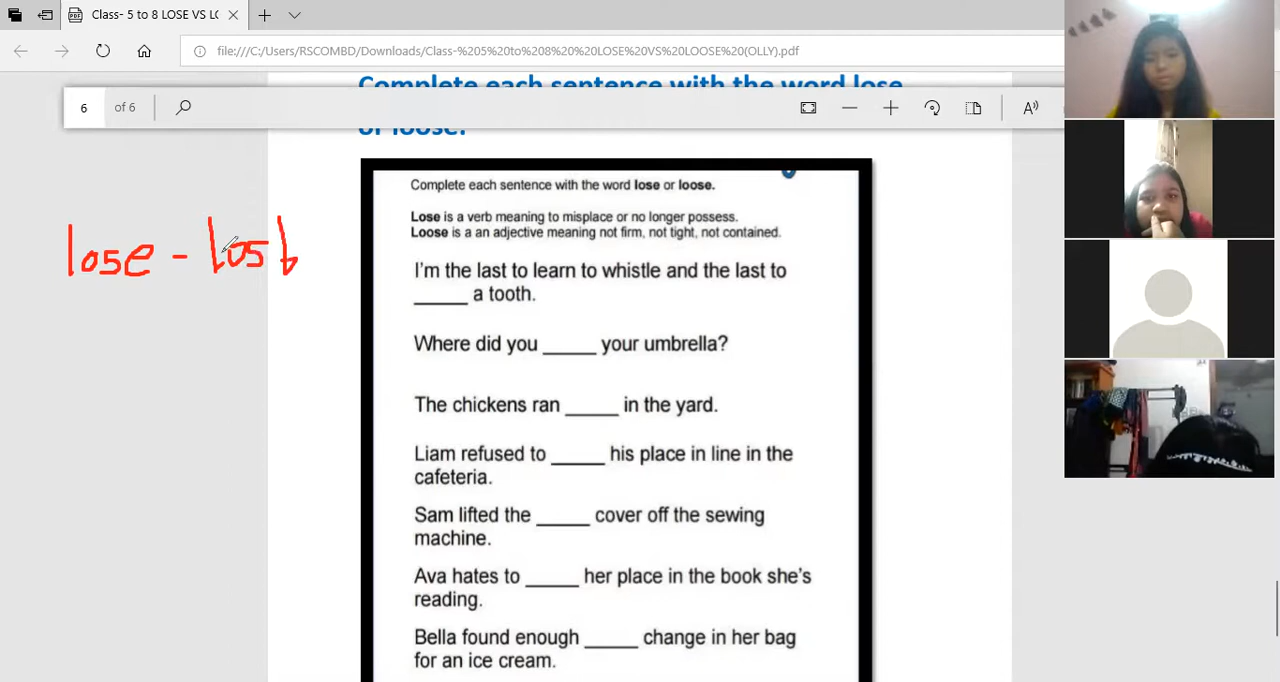 Class- 5 to 8 LOSE VS LC
file:///C:/Users/RSCOMBD/Downloads/Class-%205%20to%208%20%20LOSE%20VS%20LOOSE%20(OLLY).pdf
Complete each sentence with the word lose
6 of 6
or loose.
Complete each sentence with the word lose or loose.
Lose is a verb meaning to misplace or no longer possess.
Loose is a an adjective meaning not firm, not tight, not contained.
lose - lost
I'm the last to learn to whistle and the last to
_____ a tooth.
Where did you _____ your umbrella?
The chickens ran _____ in the yard.
Liam refused to _____ his place in line in the
cafeteria.
Sam lifted the _____ cover off the sewing
machine.
Ava hates to _____ her place in the book she's
reading.
Bella found enough _____ change in her bag
for an ice cream.